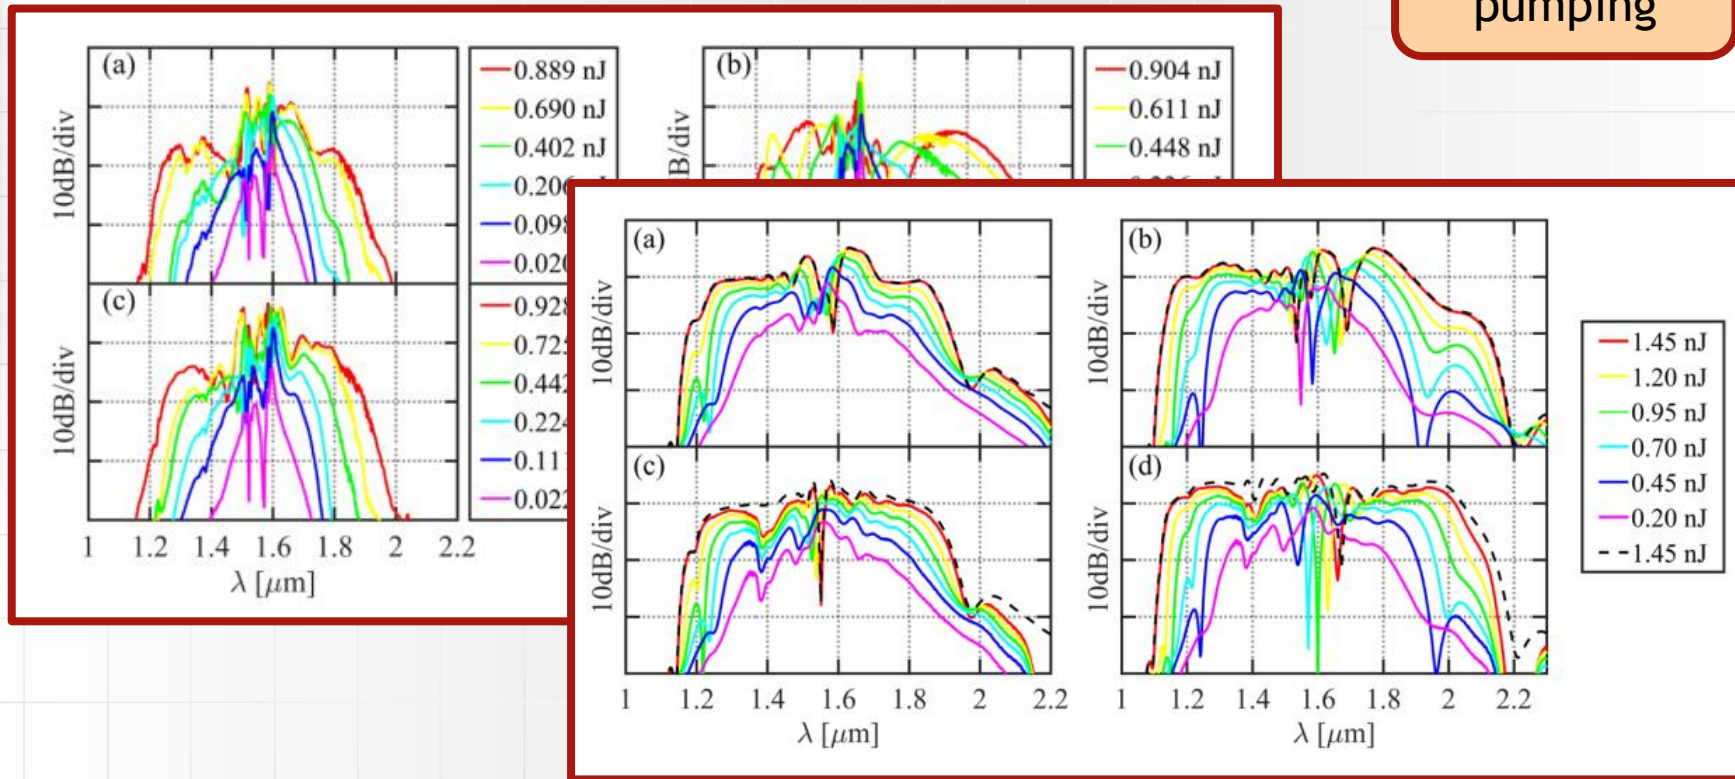 pumping
(a)
10dB/div
0.889 nJ
0.690 nJ
0.402 nJ
(b)
0.904 nJ
0.611 nJ
0.448 nJ
(c)
10dB/div
1 1.2 1.4 1.6 1.8 2 2.2
λ [μm]
(a)
10dB/div
(b)
10dB/div
(c)
10dB/div
1 1.2 1.4 1.6 1.8 2 2.2
λ [μm]
(d)
10dB/div
1 1.2 1.4 1.6 1.8 2 2.2
λ [μm]
1.45 nJ
1.20 nJ
0.95 nJ
0.70 nJ
0.45 nJ
0.20 nJ
1.45 nJ